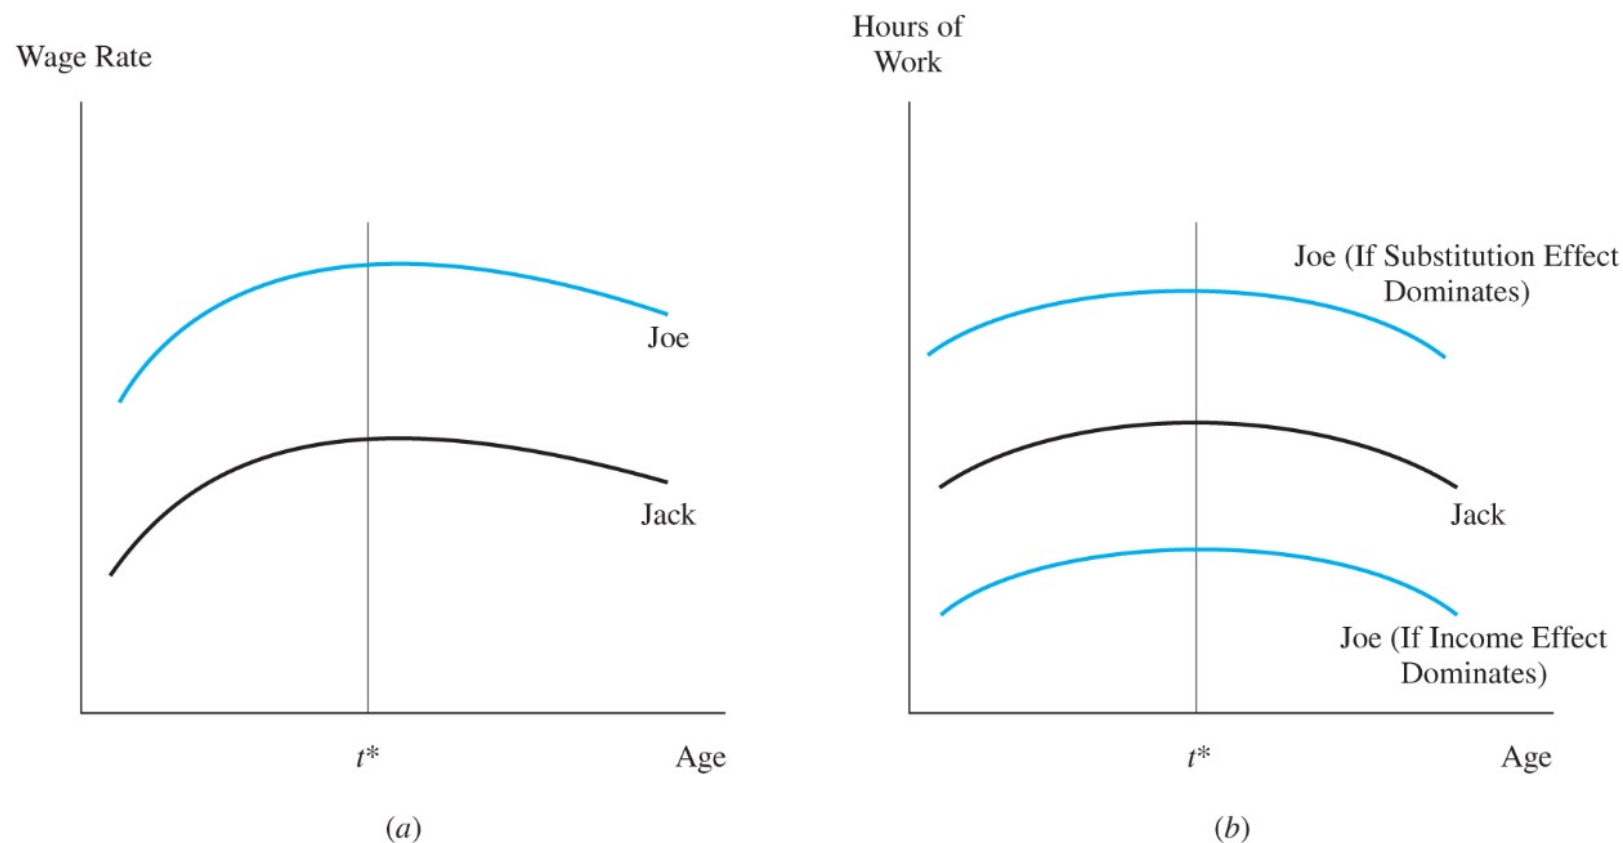 Wage Rate
Joe
Jack
t*
Age
(a)
Hours of
Work
Joe (If Substitution Effect
Dominates)
Jack
Joe (If Income Effect
Dominates)
t*
Age
(b)